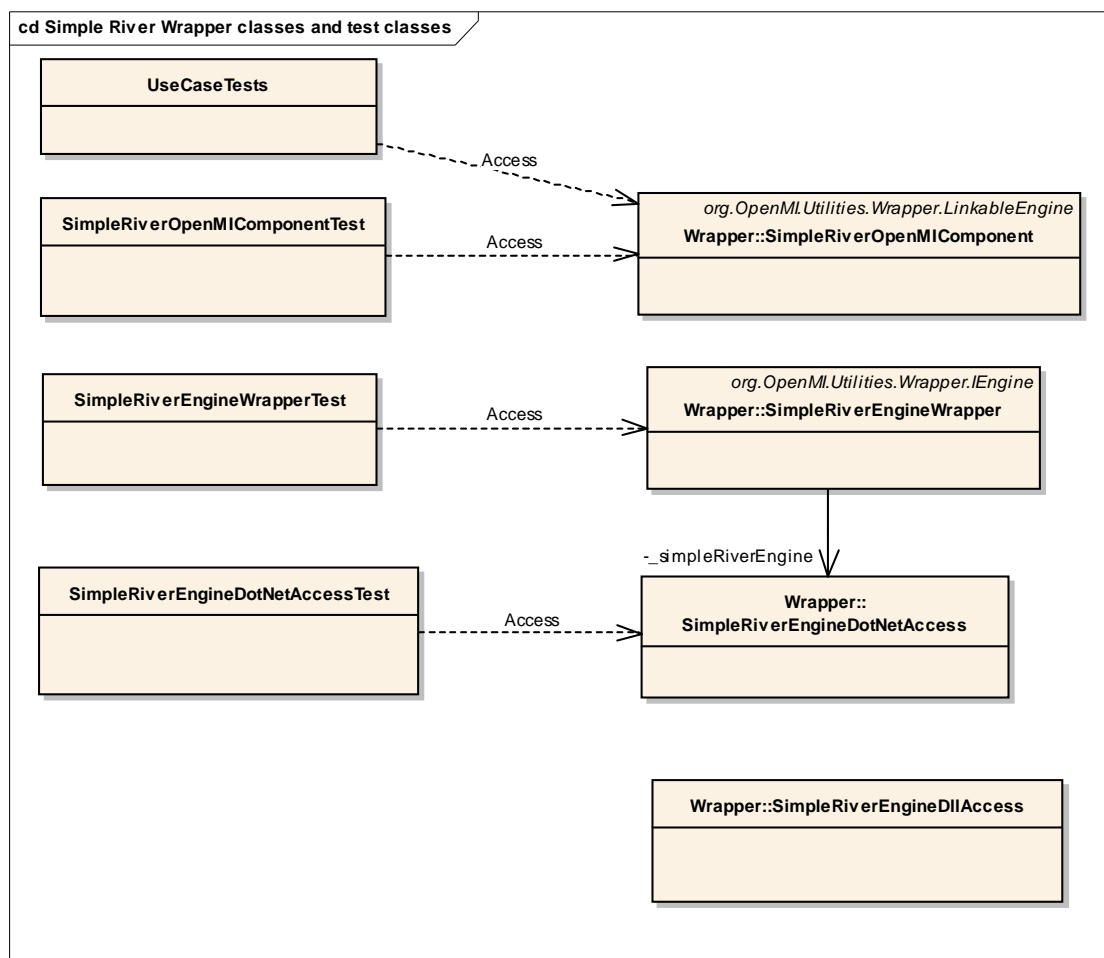 cd Simple River Wrapper classes and test classes
UseCaseTests
Access
SimpleRiverOpenMIComponentTest
Access
org.OpenMI.Utilities.Wrapper.LinkableEngine
Wrapper::SimpleRiverOpenMIComponent
SimpleRiverEngineWrapperTest
Access
org.OpenMI.Utilities.Wrapper.IEngine
Wrapper::SimpleRiverEngineWrapper
-_simpleRiverEngine
SimpleRiverEngineDotNetAccessTest
Access
Wrapper::
SimpleRiverEngineDotNetAccess
Wrapper::SimpleRiverEngineDllAccess